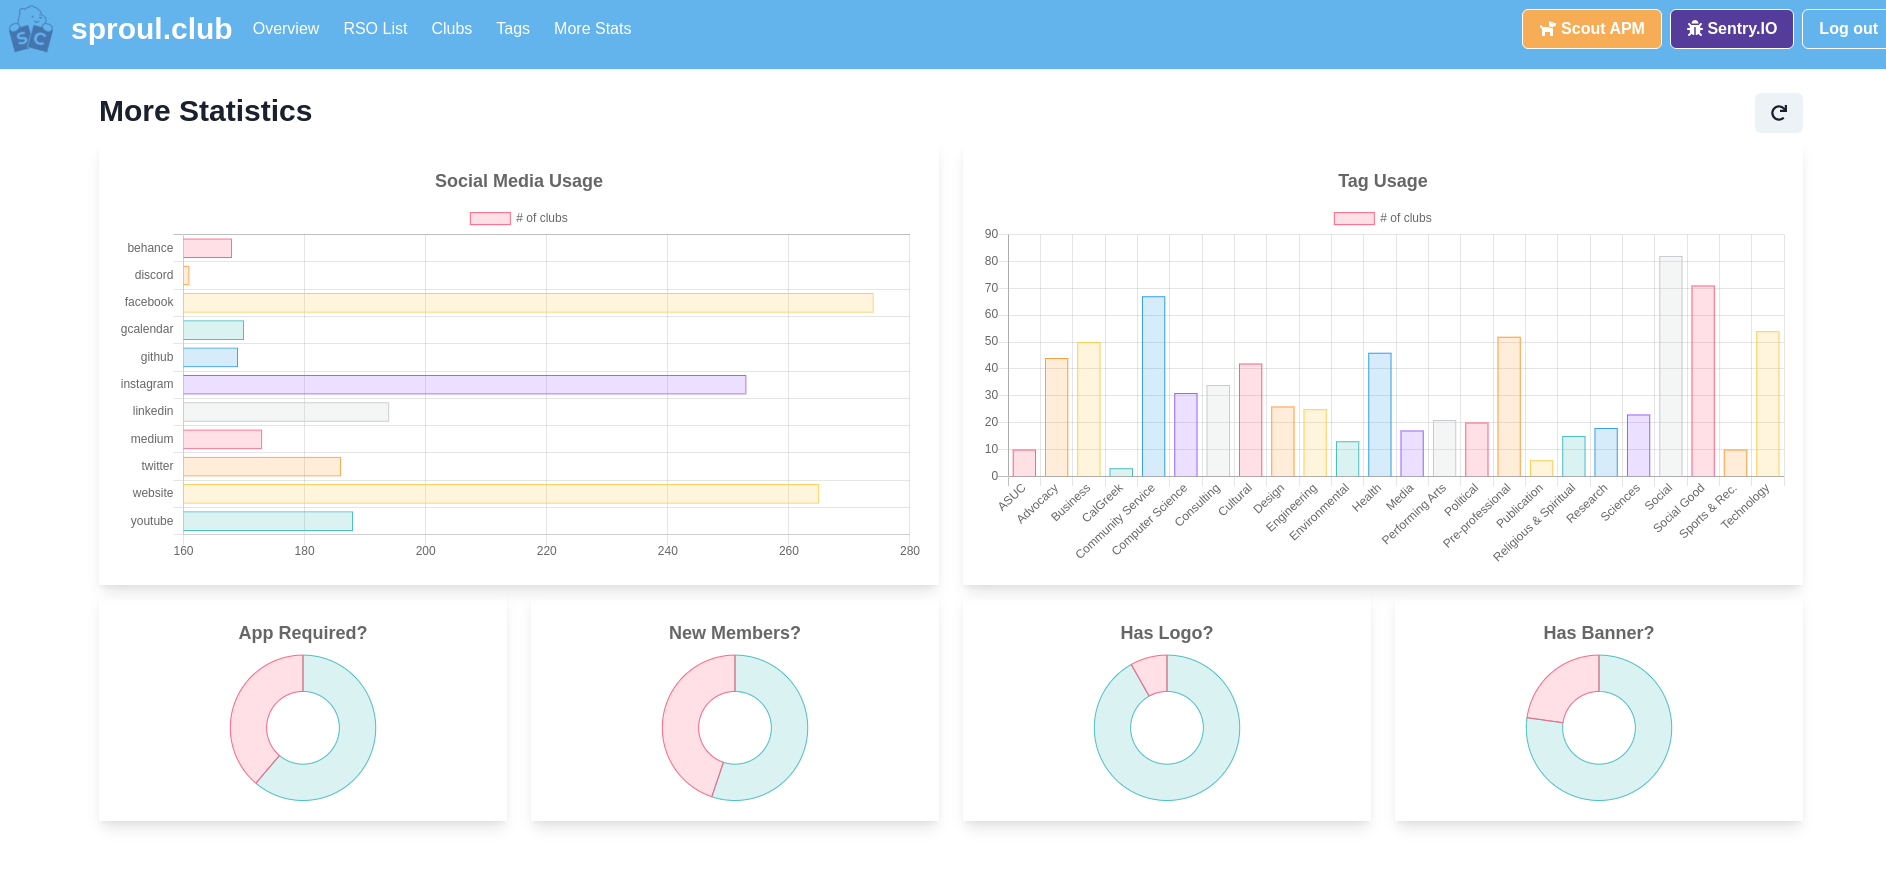 sproul.club Overview RSO List Clubs Tags More Stats Scout APM Sentry.IO Log out
More Statistics
Social Media Usage
# of clubs
behance
discord
facebook
gcalendar
github
instagram
linkedin
medium
twitter
website
youtube
160 180 200 220 240 260 280
Tag Usage
# of clubs
90
80
70
60
50
40
30
20
10
0
ASUC
Advocacy
Business
CalGreek
Community Service
Computer Science
Consulting
Cultural
Design
Engineering
Environmental
Health
Media
Performing Arts
Political
Pre-professional
Publication
Religious & Spiritual
Research
Sciences
Social
Social Good
Sports & Rec.
Technology
App Required?
New Members?
Has Logo?
Has Banner?